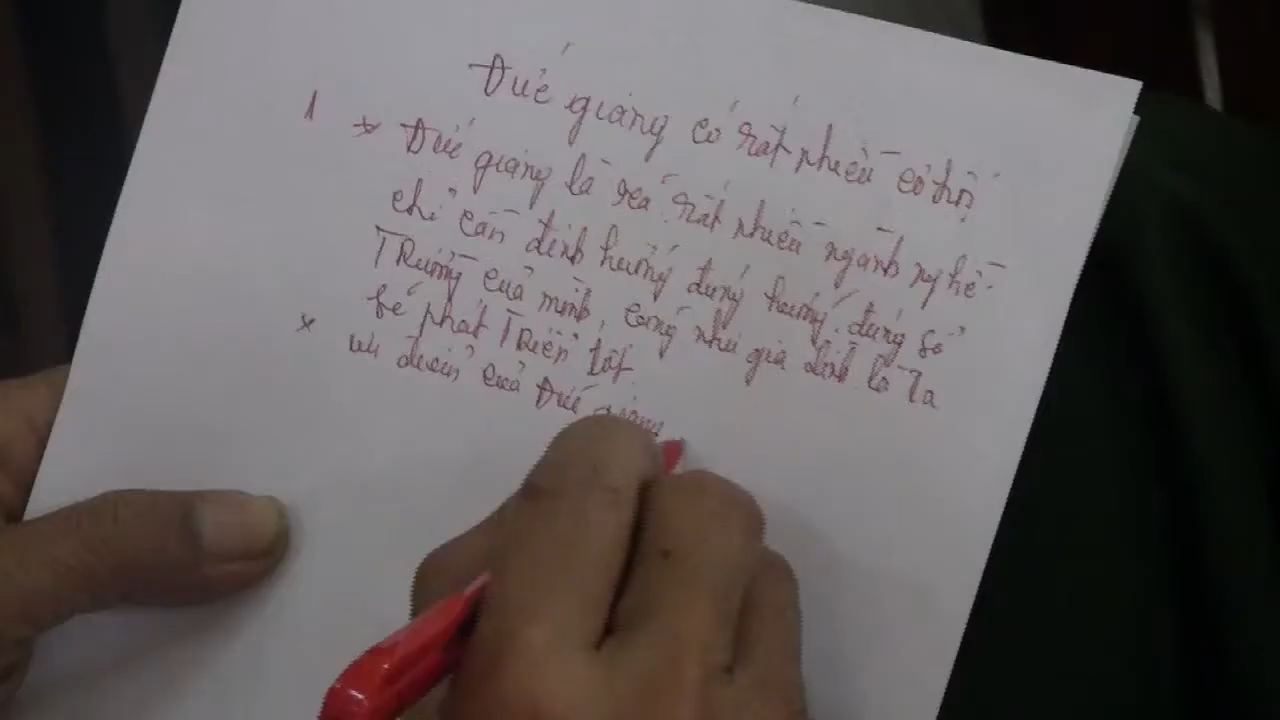 Đức giang có rất nhiều cơ hội
1 * Đức giang là có rất nhiều ngành nghề
chỉ cần định hướng đúng hướng đúng sở
TRường của mình, cũng như gia đình là Ta
sẽ phát TRiển tốt
* ưu điểm của Đức giang